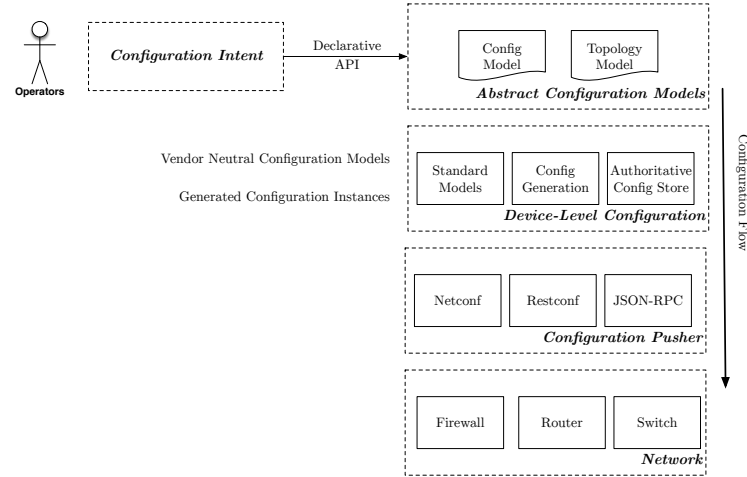 Operators
Configuration Intent
Declarative
API
Config
Model
Topology
Model
Abstract Configuration Models
Vendor Neutral Configuration Models
Generated Configuration Instances
Standard
Models
Config
Generation
Authoritative
Config Store
Device-Level Configuration
Netconf
Restconf
JSON-RPC
Configuration Pusher
Firewall
Router
Switch
Network
Configuration Flow